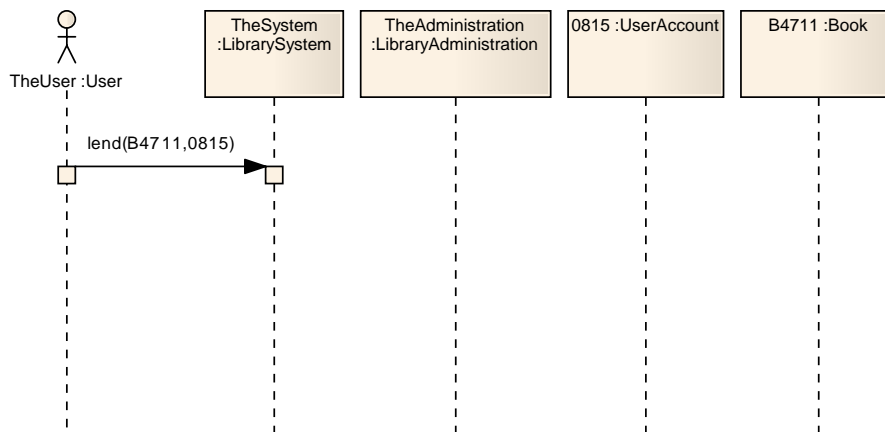 TheUser :User
TheSystem
:LibrarySystem
TheAdministration
:LibraryAdministration
0815 :UserAccount
B4711 :Book
lend(B4711,0815)